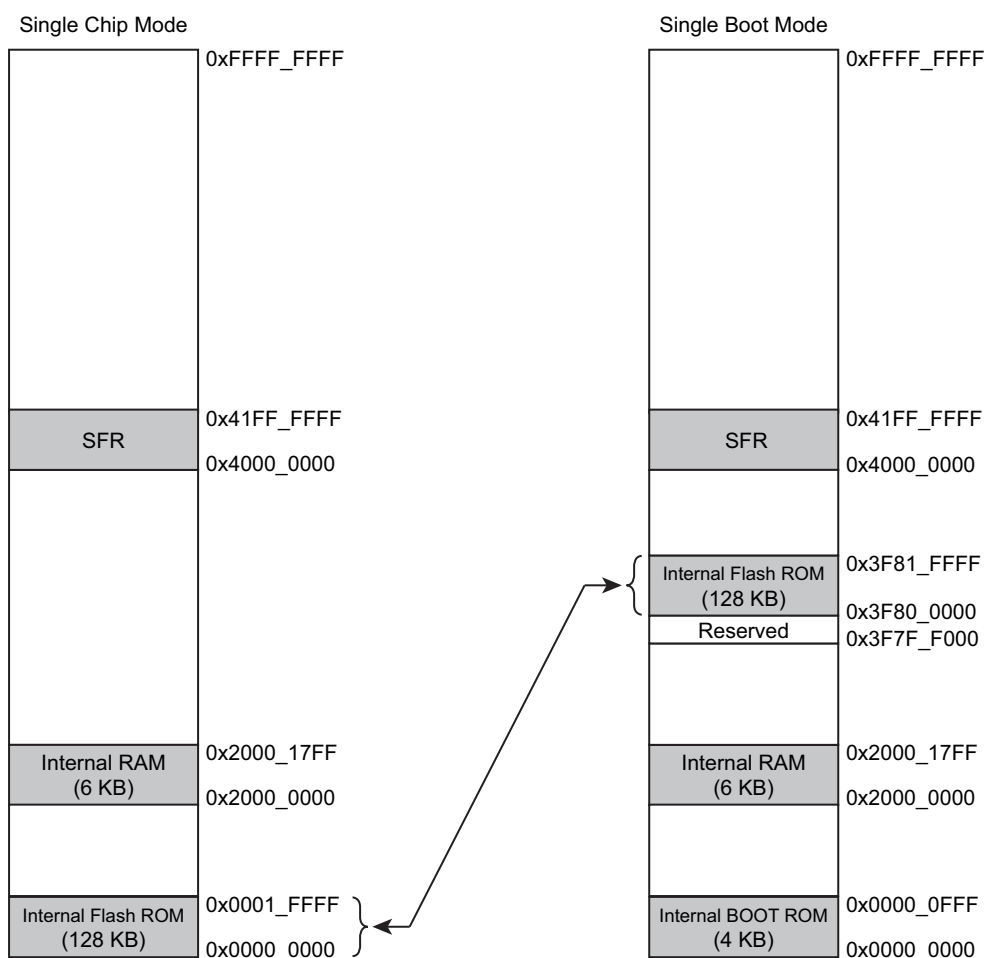 Single Chip Mode
0xFFFF_FFFF
0x41FF_FFFF
SFR
0x4000_0000
Internal RAM
(6 KB)
0x2000_17FF
0x2000_0000
Internal Flash ROM
(128 KB)
0x0001_FFFF
0x0000_0000
Single Boot Mode
0xFFFF_FFFF
0x41FF_FFFF
SFR
0x4000_0000
Internal Flash ROM
(128 KB)
0x3F81_FFFF
0x3F80_0000
Reserved
0x3F7F_F000
Internal RAM
(6 KB)
0x2000_17FF
0x2000_0000
Internal BOOT ROM
(4 KB)
0x0000_0FFF
0x0000_0000